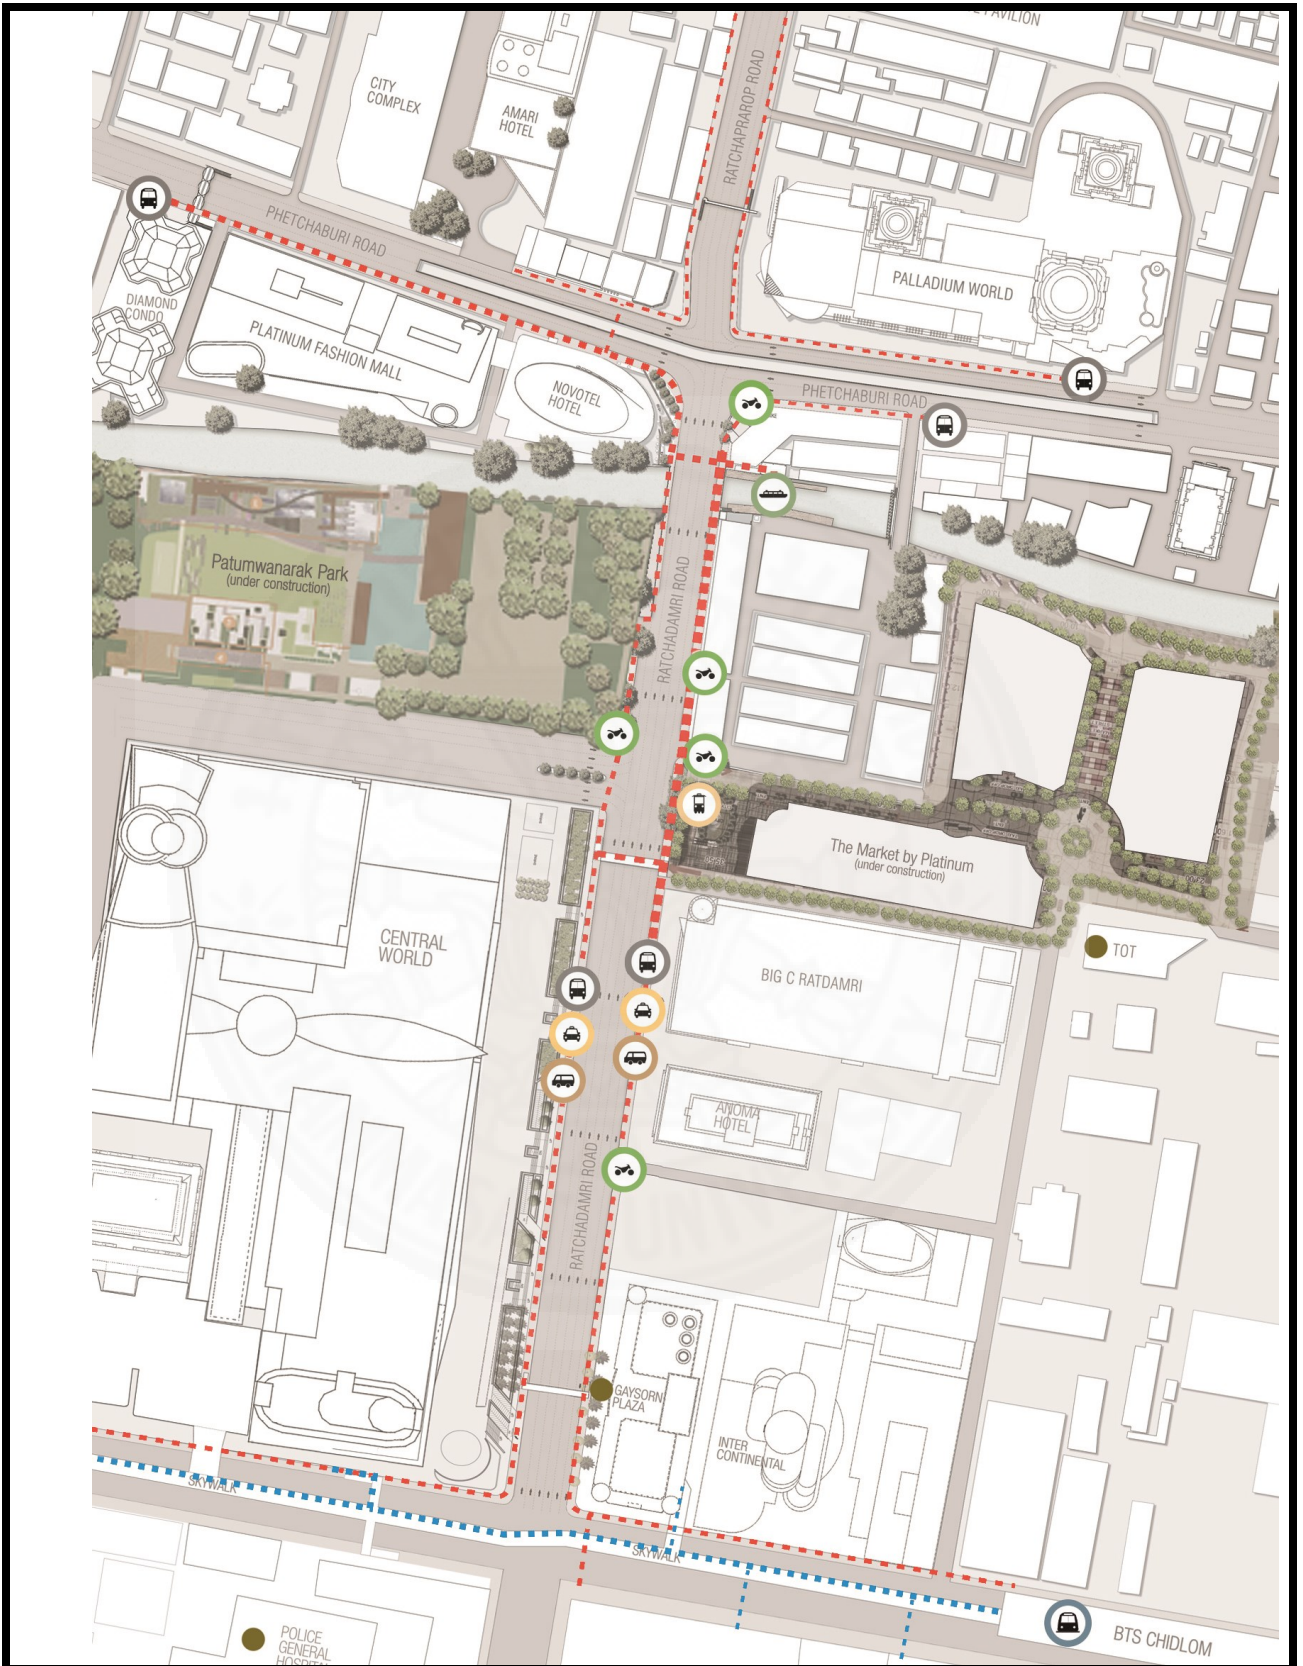 PAVILION
CITY
COMPLEX
AMARI
HOTEL
RATCHAPRAROP ROAD
PHETCHABURI ROAD
PALLADIUM WORLD
DIAMOND
CONDO
PLATINUM FASHION MALL
NOVOTEL
HOTEL
PHETCHABURI ROAD
Patumwanarak Park
(under construction)
RATCHADAMRI ROAD
The Market by Platinum
(under construction)
CENTRAL
WORLD
BIG C RATDAMRI
TOT
ANOMA
HOTEL
RATCHADAMRI ROAD
GAYSORN
PLAZA
INTER
CONTINENTAL
SKYWALK
SKYWALK
BTS CHIDLOM
POLICE
GENERAL
HOSPITAL